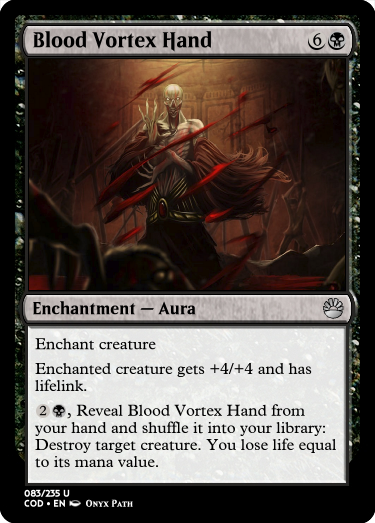 Blood Vortex Hand 6
Enchantment — Aura
Enchant creature
Enchanted creature gets +4/+4 and has
lifelink.
2 , Reveal Blood Vortex Hand from
your hand and shuffle it into your library:
Destroy target creature. You lose life equal
to its mana value.
083/235 U
COD • EN Onyx Path